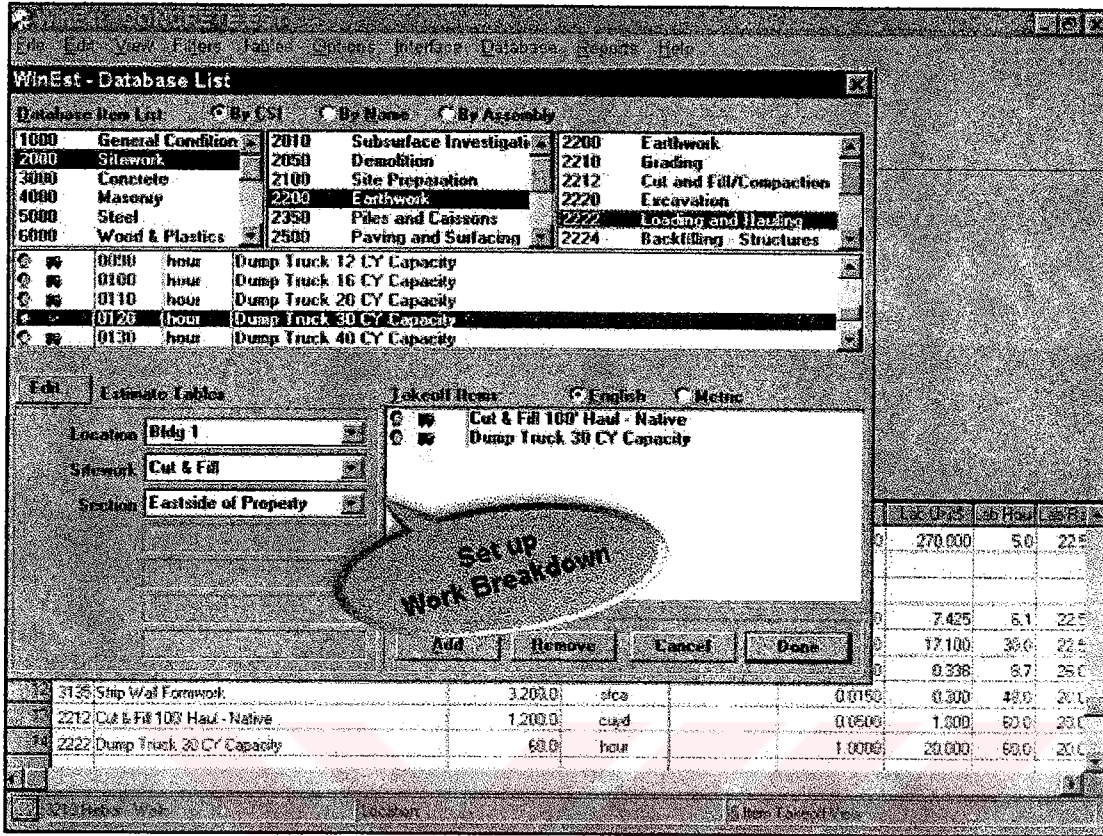 File Edit View Filters Tables Options Interface Database Reports Help
WinEst - Database List
Database Item List By CSI By Name By Assembly
1000 General Condition
2000 Sitework
3000 Concrete
4000 Masonry
5000 Steel
6000 Wood & Plastics
2010 Subsurface Investigati
2050 Demolition
2100 Site Preparation
2200 Earthwork
2350 Piles and Caissons
2500 Paving and Surfacing
2200 Earthwork
2210 Grading
2212 Cut and Fill/Compaction
2220 Excavation
2222 Loading and Hauling
2224 Backfilling - Structures
0090 hour Dump Truck 12 CY Capacity
0100 hour Dump Truck 16 CY Capacity
0110 hour Dump Truck 20 CY Capacity
0120 hour Dump Truck 30 CY Capacity
0130 hour Dump Truck 40 CY Capacity
Edit Estimate Tables
Takeoff Items English Metric
Location Bldg 1
Sitework Cut & Fill
Section Eastside of Property
Cut & Fill 100' Haul - Native
Dump Truck 30 CY Capacity
Set up
Work Breakdown
Add Remove Cancel Done
Lab Hour
270.000 22.5
7.425 6.1 22.5
17.100 22.5
0.338
3135 Strip Wall Formwork 3,200.0 sfca 0.0150 0.300 48.0
2212 Cut & Fill 100' Haul - Native 1,200.0 cuyd 0.0500 1.000 60.0
2222 Dump Truck 30 CY Capacity 60.0 hour 1.0000 20.000 60.0
Location